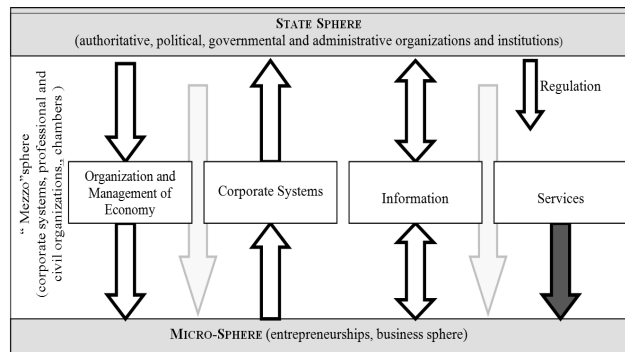 STATE SPHERE
(authoritative, political, governmental and administrative organizations and institutions)
Regulation
“ Mezzo”sphere
(corporate systems, professional and
civil organizations,, chambers )
Organization and
Management of
Economy
Corporate Systems
Information
Services
MICRO-SPHERE (entrepreneurships, business sphere)